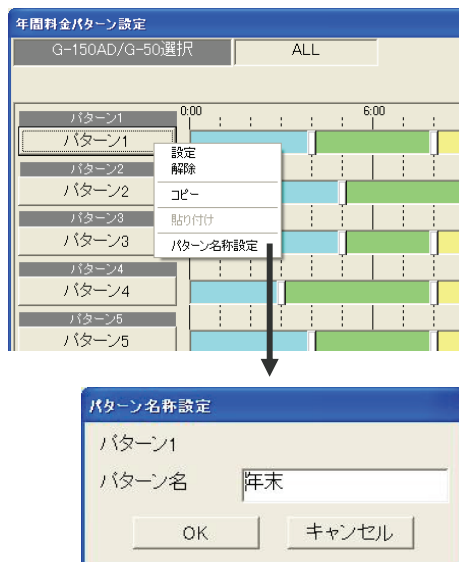 年間料金パターン設定
G-150AD/G-50選択 ALL
0:00 6:00
パターン1
パターン1
設定
解除
コピー
貼り付け
パターン名称設定
パターン2
パターン2
パターン3
パターン3
パターン4
パターン4
パターン5
パターン5
パターン名称設定
パターン1
パターン名 年末
OK キャンセル